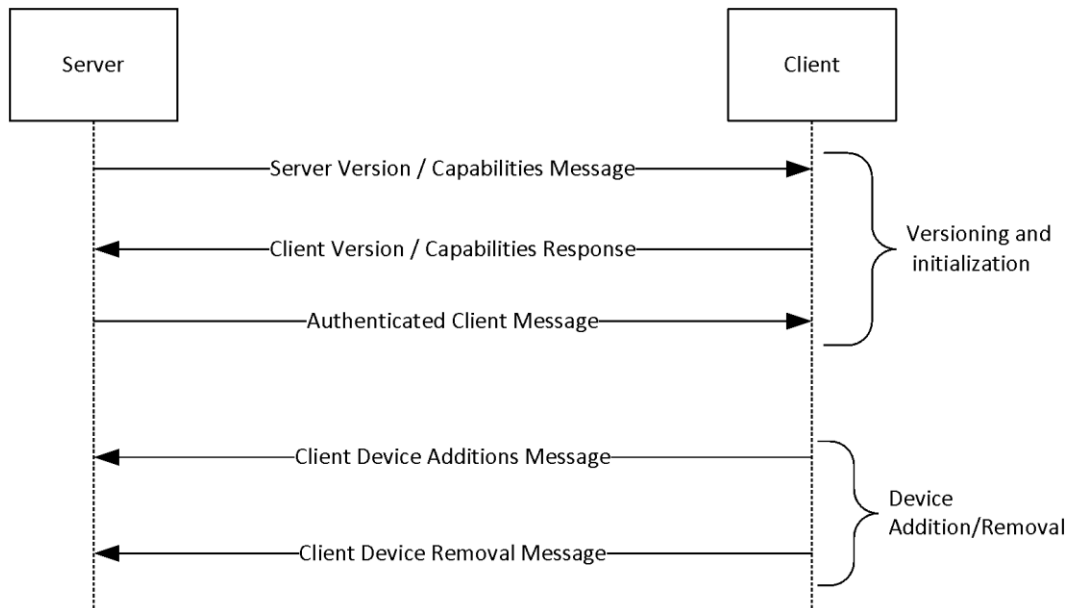 Server
Client
Server Version / Capabilities Message
Client Version / Capabilities Response
Versioning and
initialization
Authenticated Client Message
Client Device Additions Message
Device
Addition/Removal
Client Device Removal Message